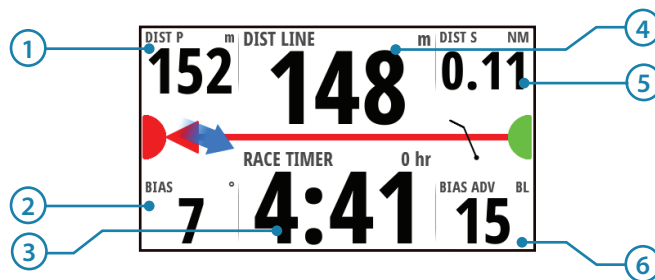 1
DIST P m
152
DIST LINE m
148
DIST S NM
0.11
4
5
BIAS °
7
RACE TIMER 0 hr
4:41
BIAS ADV BL
15
2
3
6